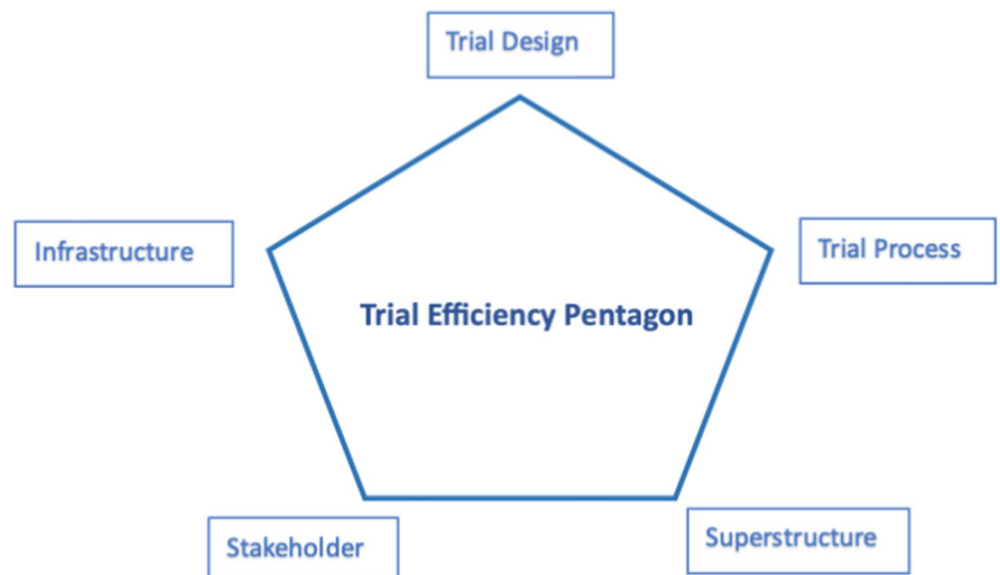 Trial Design
Infrastructure
Trial Process
Trial Efficiency Pentagon
Stakeholder
Superstructure